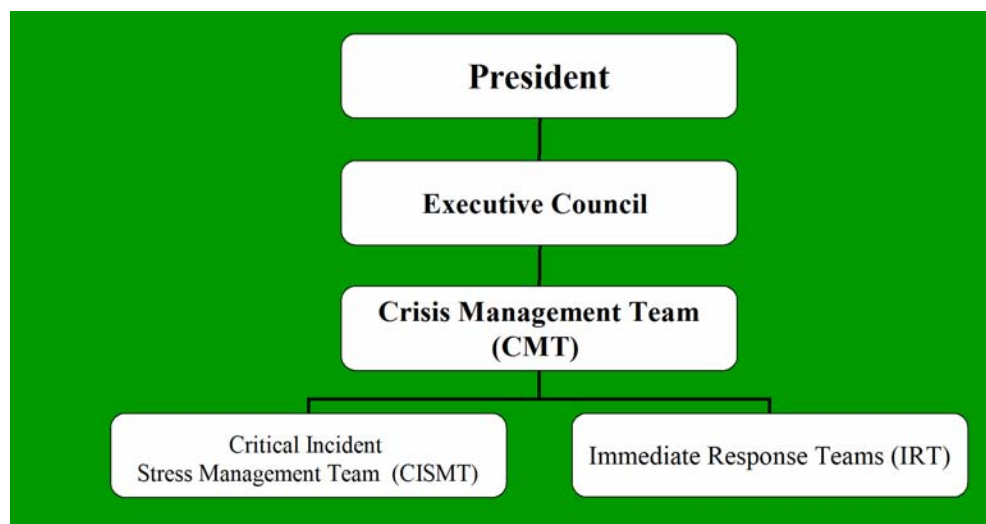 President
Executive Council
Crisis Management Team
(CMT)
Critical Incident
Stress Management Team (CISMT)
Immediate Response Teams (IRT)